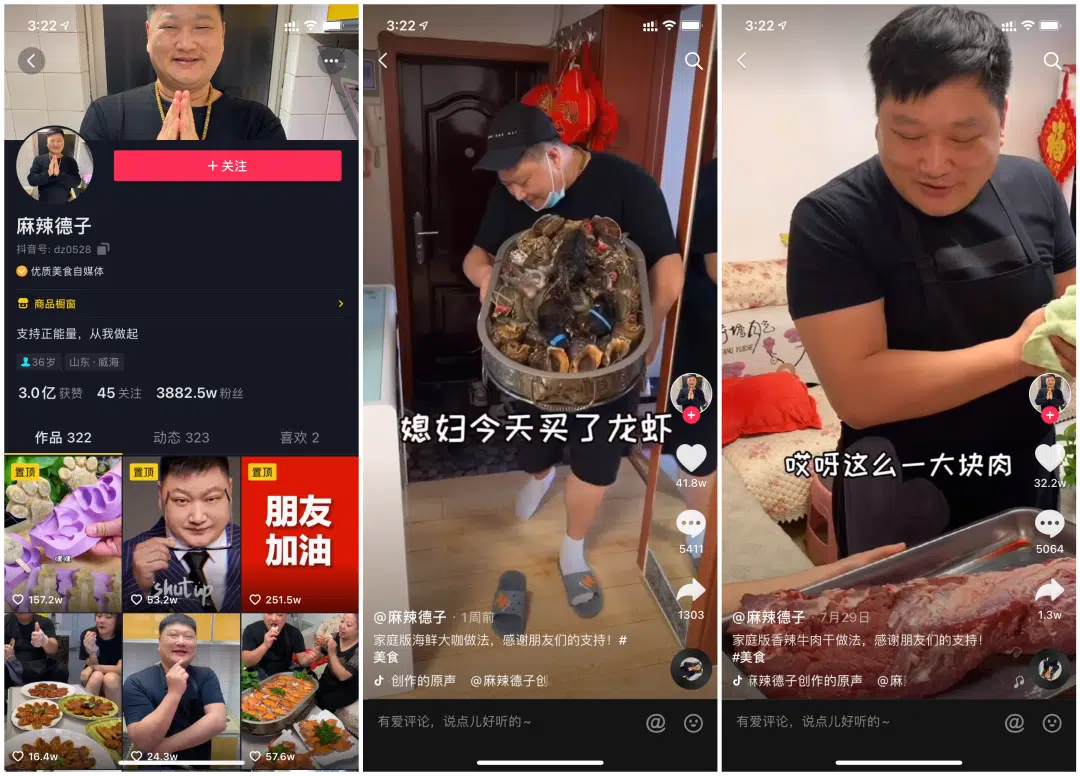 3:22
+ 关注
麻辣德子
抖音号: dz0528
优质美食自媒体
商品橱窗
支持正能量，从我做起
36岁
山东·威海
3.0亿 获赞 45 关注 3882.5w 粉丝
作品 322 动态 323 喜欢 2
置顶
157.2w
置顶
shut up
53.2w
置顶
朋友
加油
251.5w
16.4w
24.3w
57.6w
3:22
媳妇今天买了龙虾
41.8w
5411
1303
@麻辣德子 · 1周前
家庭版海鲜大咖做法，感谢朋友们的支持！#
美食
创作的原声 @麻辣德子创
有爱评论，说点儿好听的~
3:22
福
哎呀这么一大块肉
32.2w
5064
1.3w
@麻辣德子 · 7月29日
家庭版香辣牛肉干做法，感谢朋友们的支持！
#美食
麻辣德子创作的原声 @麻
有爱评论，说点儿好听的~